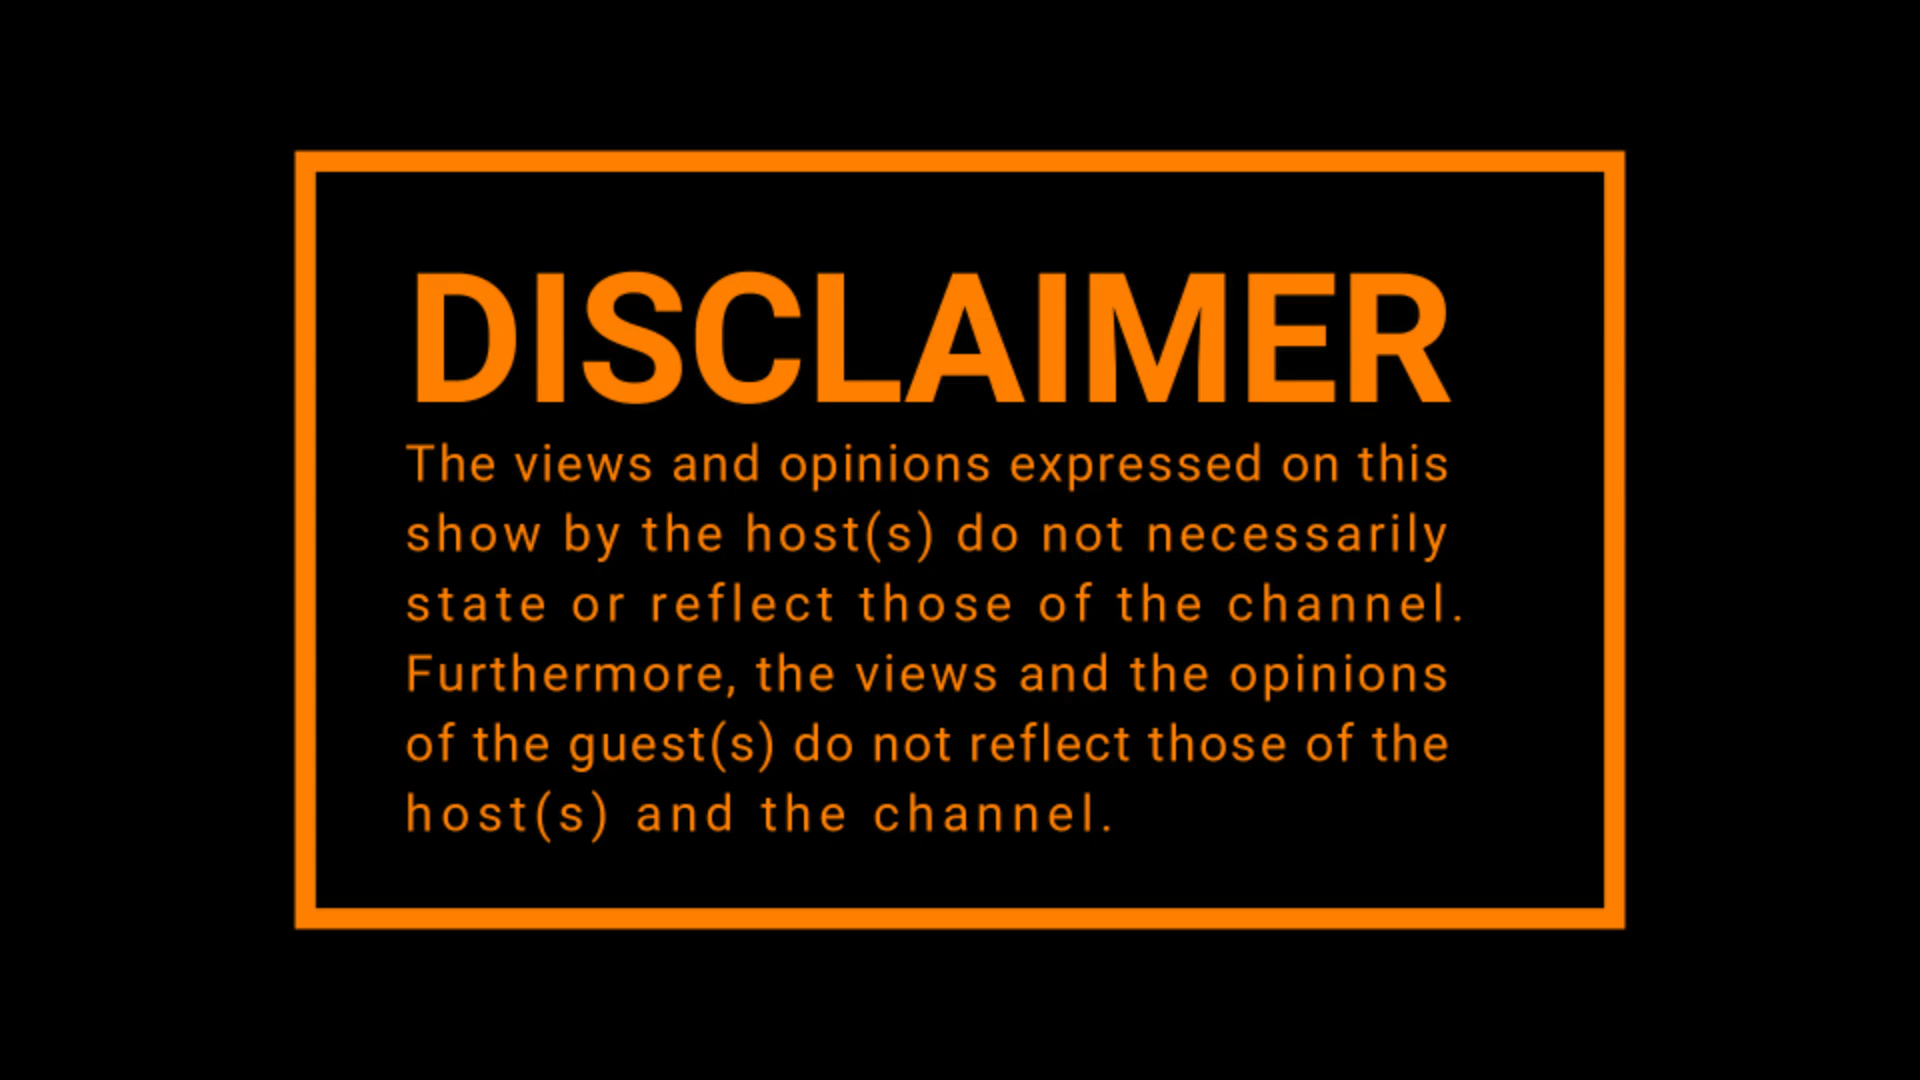 DISCLAIMER
The views and opinions expressed on this
show by the host(s) do not necessarily
state or reflect those of the channel.
Furthermore, the views and the opinions
of the guest(s) do not reflect those of the
host(s) and the channel.